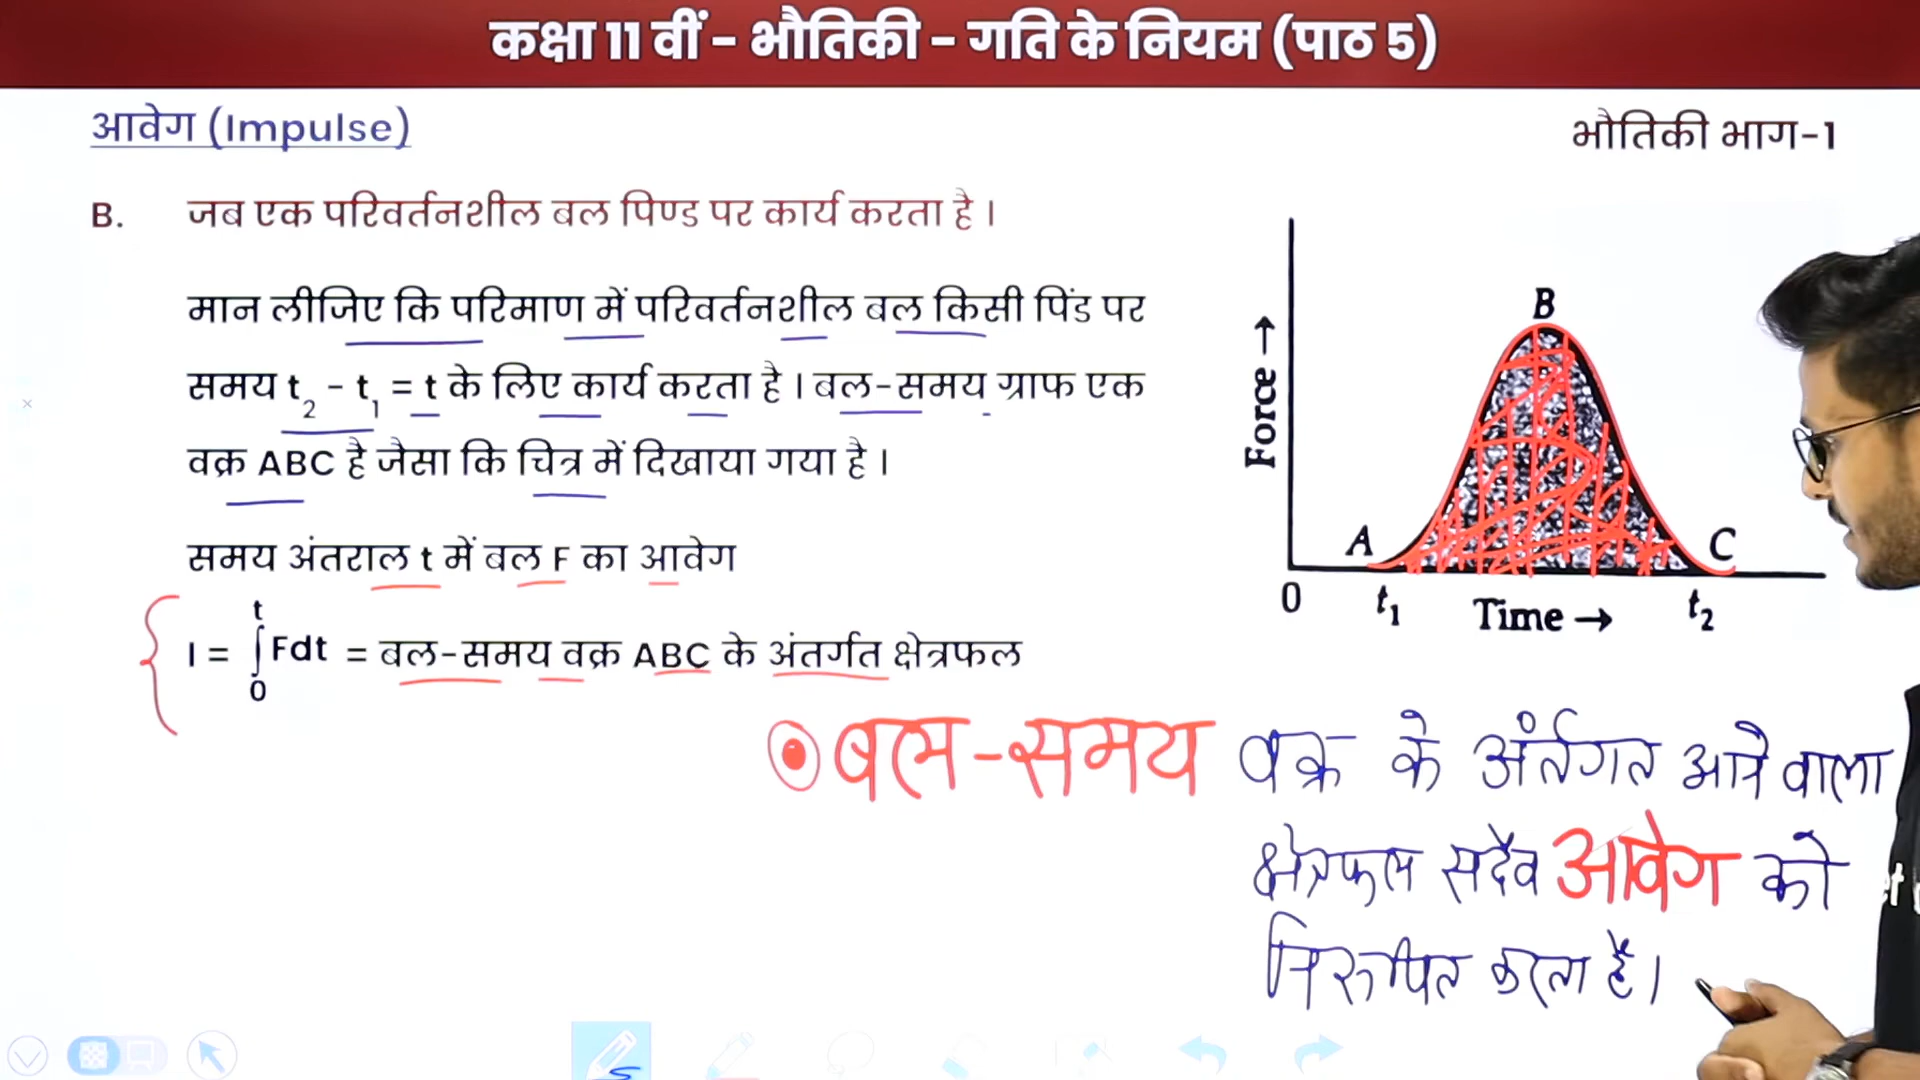 कक्षा 11 वीं - भौतिकी - गति के नियम (पाठ 5)
आवेग (Impulse)
भौतिकी भाग-1
B. जब एक परिवर्तनशील बल पिण्ड पर कार्य करता है ।
मान लीजिए कि परिमाण में परिवर्तनशील बल किसी पिंड पर
समय t₂ - t₁ = t के लिए कार्य करता है । बल-समय ग्राफ एक
वक्र ABC है जैसा कि चित्र में दिखाया गया है ।
समय अंतराल t में बल F का आवेग
I = ∫₀ᵗ Fdt = बल-समय वक्र ABC के अंतर्गत क्षेत्रफल
Force →
B
A
C
0
t₁
Time →
t₂
बल-समय वक्र के अंर्तगत आने वाला
क्षेत्रफल सदैव आवेग को
निरूपित करता है।